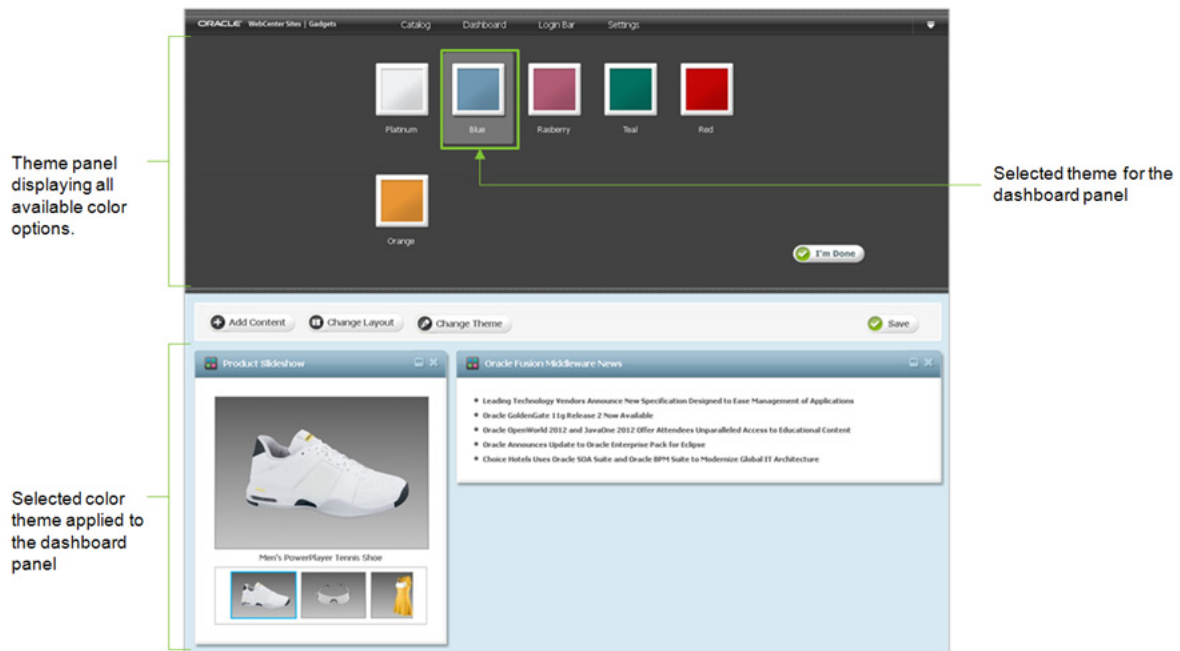 ORACLE WebCenter Sites | Gadgets Catalog Dashboard Login Bar Settings
Platinum Blue Rasberry Teal Red
Theme panel
displaying all
available color
options.
Selected theme for the
dashboard panel
Orange
I'm Done
Add Content Change Layout Change Theme Save
Product Slideshow
Oracle Fusion Middleware News
Leading Technology Vendors Announce New Specification Designed to Ease Management of Applications
Oracle GoldenGate 11g Release 2 Now Available
Oracle OpenWorld 2012 and JavaOne 2012 Offer Attendees Unparalleled Access to Educational Content
Oracle Announces Update to Oracle Enterprise Pack for Eclipse
Choice Hotels Uses Oracle SOA Suite and Oracle BPM Suite to Modernize Global IT Architecture
Selected color
theme applied to
the dashboard
panel
Men's PowerPlayer Tennis Shoe